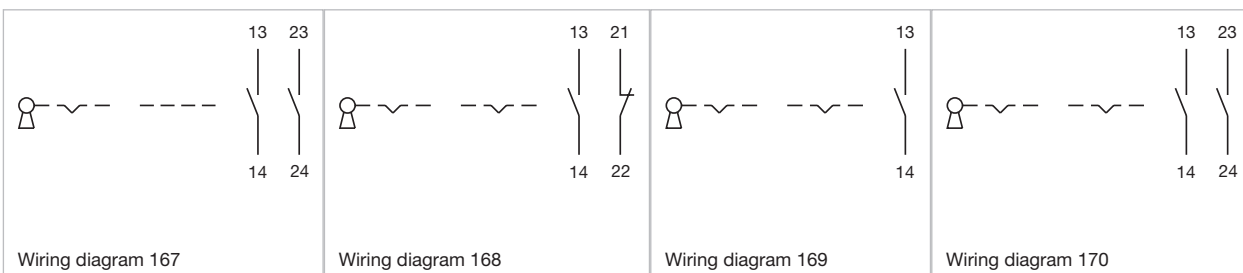 13 23
14 24
Wiring diagram 167
13 21
14 22
Wiring diagram 168
13
14
Wiring diagram 169
13 23
14 24
Wiring diagram 170